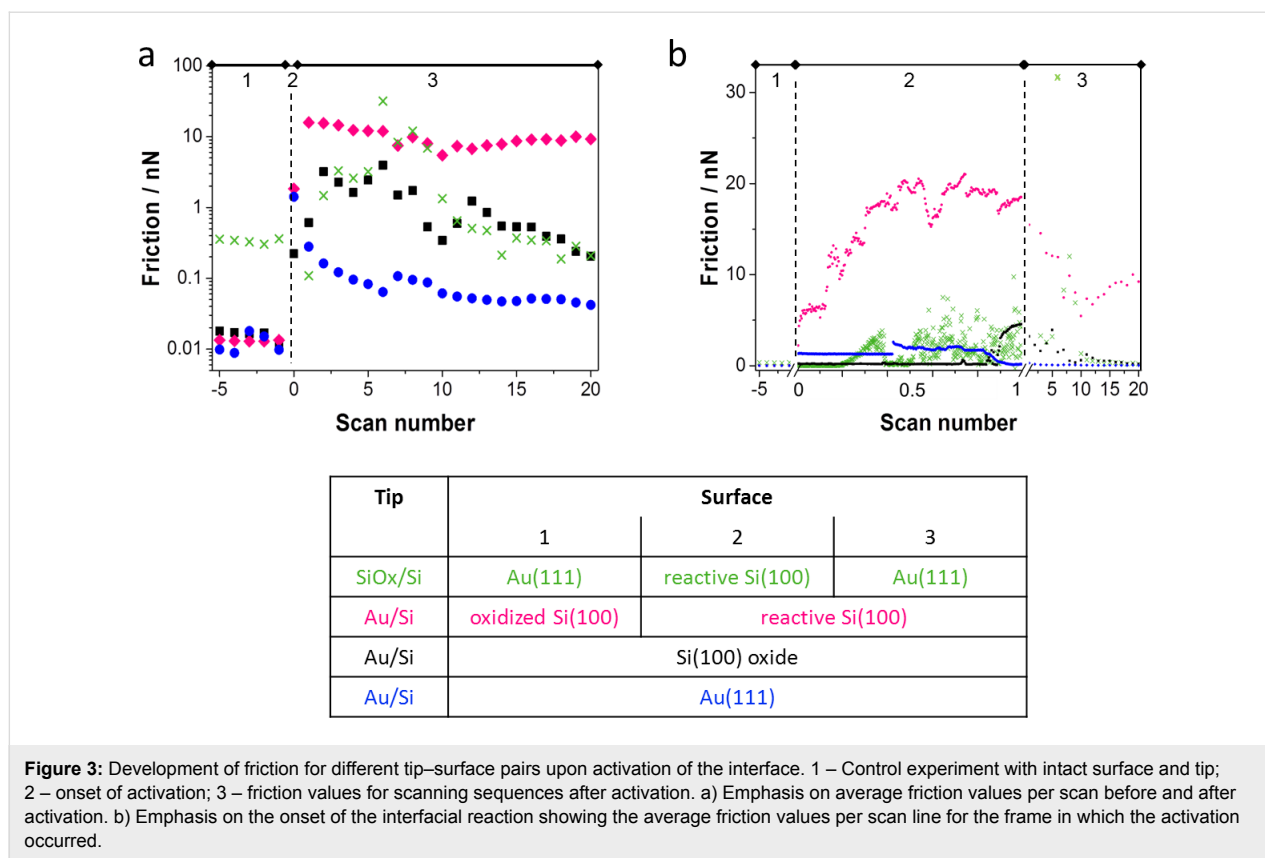 a
100
10
1
0.1
0.01
1 2 3
Friction / nN
-5 0 5 10 15 20
Scan number
b
30
20
10
0
1 2 3
Friction / nN
-5 0 0.5 1 5 10 15 20
Scan number
Tip Surface
1 2 3
SiOx/Si Au(111) reactive Si(100) Au(111)
Au/Si oxidized Si(100) reactive Si(100)
Au/Si Si(100) oxide
Au/Si Au(111)
Figure 3: Development of friction for different tip–surface pairs upon activation of the interface. 1 – Control experiment with intact surface and tip;
2 – onset of activation; 3 – friction values for scanning sequences after activation. a) Emphasis on average friction values per scan before and after
activation. b) Emphasis on the onset of the interfacial reaction showing the average friction values per scan line for the frame in which the activation
occurred.